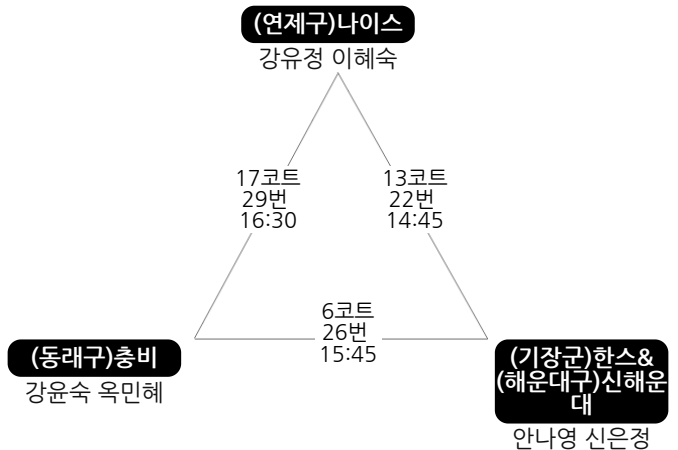 (연제구)나이스
강유정 이혜숙
17코트
29번
16:30
13코트
22번
14:45
6코트
26번
15:45
(동래구)충비
강윤숙 옥민혜
(기장군)한스&
(해운대구)신해운
대
안나영 신은정